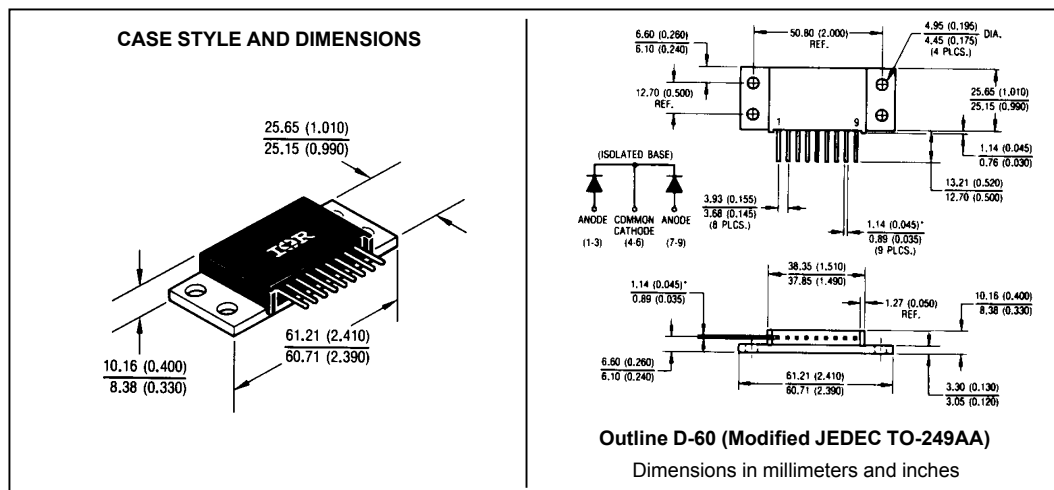 CASE STYLE AND DIMENSIONS
25.65 (1.010)
25.15 (0.990)
IOR
10.16 (0.400)
8.38 (0.330)
61.21 (2.410)
60.71 (2.390)
6.60 (0.260)
6.10 (0.240)
50.80 (2.000)
REF.
4.95 (0.195)
4.45 (0.175)
DIA.
(4 PLCS.)
12.70 (0.500)
REF.
25.65 (1.010)
25.15 (0.990)
1
9
1.14 (0.045)
0.76 (0.030)
13.21 (0.520)
12.70 (0.500)
(ISOLATED BASE)
ANODE COMMON ANODE
CATHODE
(1-3) (4-6) (7-9)
3.93 (0.155)
3.68 (0.145)
(8 PLCS.)
1.14 (0.045)*
0.89 (0.035)
(9 PLCS.)
38.35 (1.510)
37.85 (1.490)
1.14 (0.045)*
0.89 (0.035)
1.27 (0.050)
REF.
10.16 (0.400)
8.38 (0.330)
6.60 (0.260)
6.10 (0.240)
61.21 (2.410)
60.71 (2.390)
3.30 (0.130)
3.05 (0.120)
Outline D-60 (Modified JEDEC TO-249AA)
Dimensions in millimeters and inches